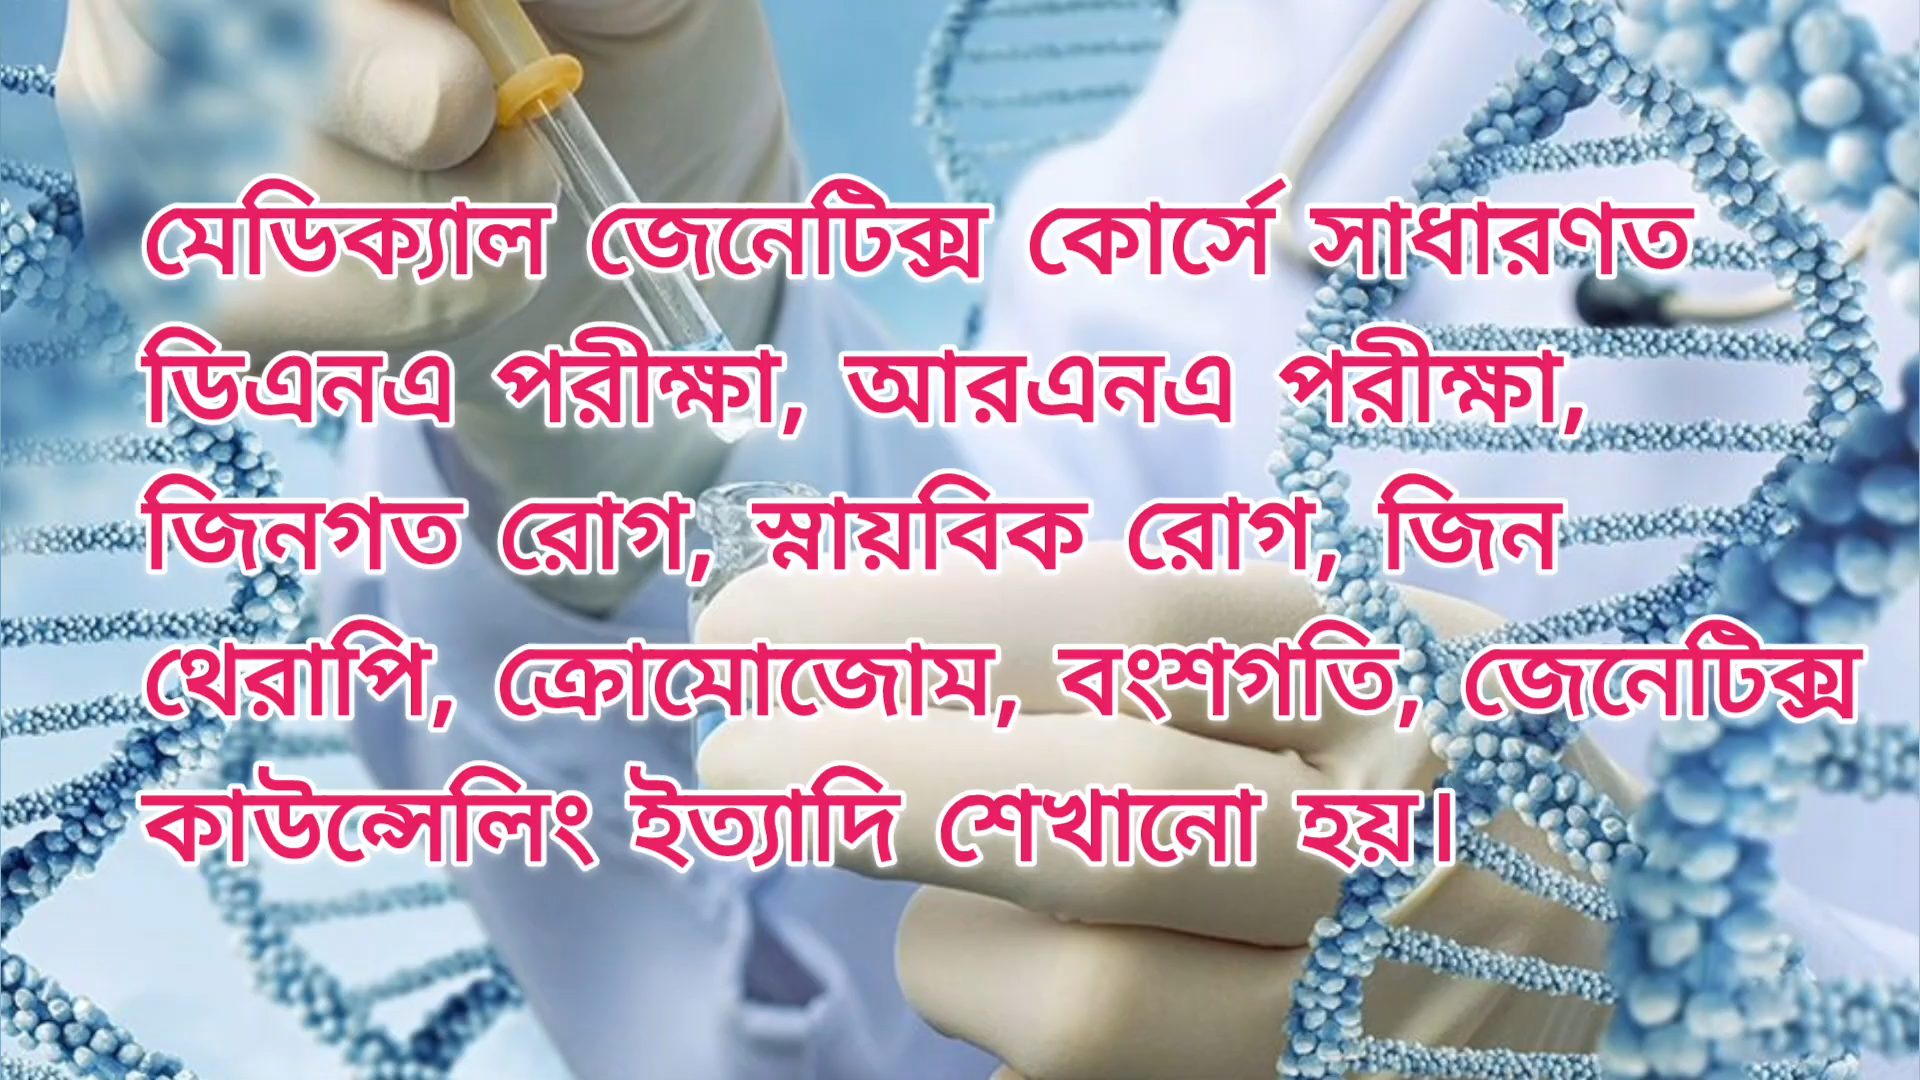 মেডিক্যাল জেনেটিক্স কোর্সে সাধারণত
ডিএনএ পরীক্ষা, আরএনএ পরীক্ষা,
জিনগত রোগ, স্নায়বিক রোগ, জিন
থেরাপি, ক্রোমোজোম, বংশগতি, জেনেটিক্স
কাউন্সেলিং ইত্যাদি শেখানো হয়।